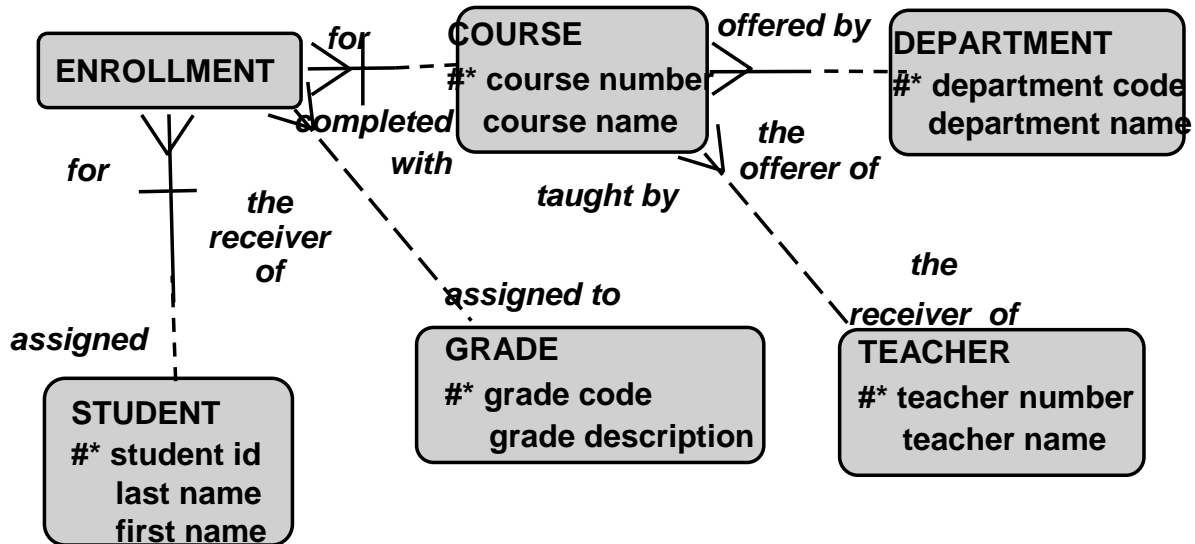 ENROLLMENT
for
completed
with
COURSE
#* course number
course name
offered by
DEPARTMENT
#* department code
department name
for
the
receiver
of
taught by
the
offerer of
assigned
assigned to
the
receiver of
STUDENT
#* student id
last name
first name
GRADE
#* grade code
grade description
TEACHER
#* teacher number
teacher name